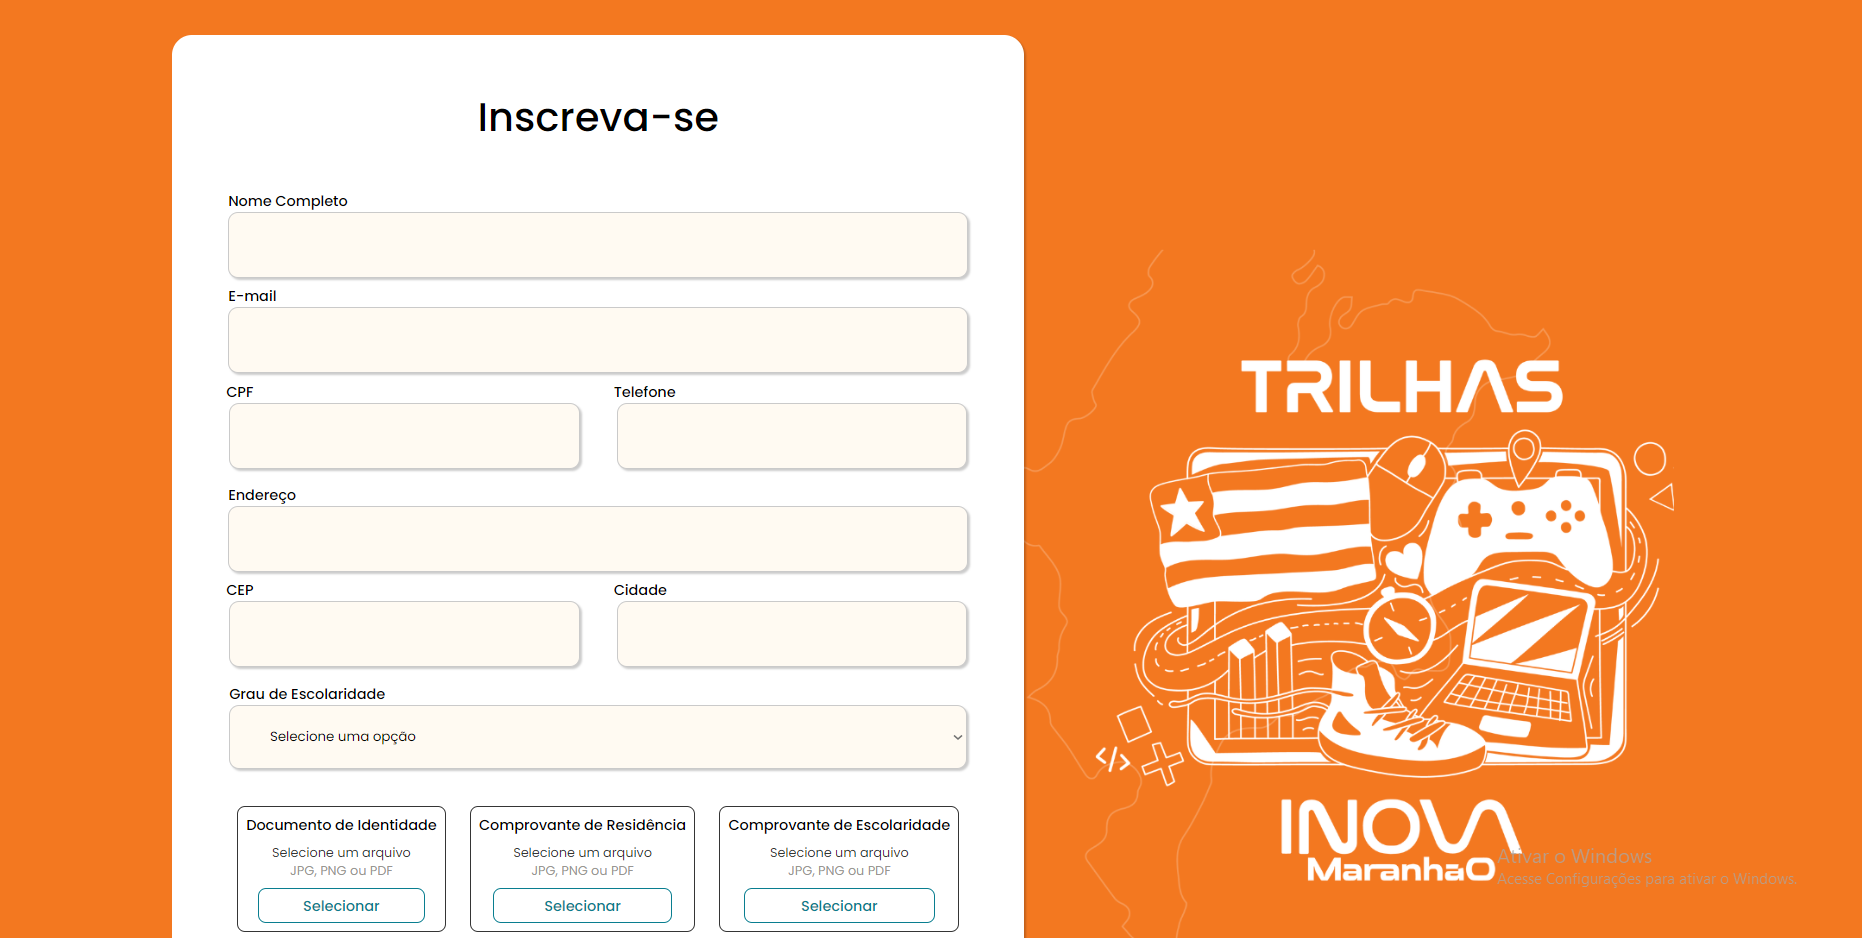 Inscreva-se
Nome Completo
E-mail
CPF
Telefone
Endereço
CEP
Cidade
Grau de Escolaridade
Selecione uma opção
Documento de Identidade
Selecione um arquivo
JPG, PNG ou PDF
Selecionar
Comprovante de Residência
Selecione um arquivo
JPG, PNG ou PDF
Selecionar
Comprovante de Escolaridade
Selecione um arquivo
JPG, PNG ou PDF
Selecionar
TRILHAS
</>
INOVA
Maranhão
Ativar o Windows
Acesse Configurações para ativar o Windows.